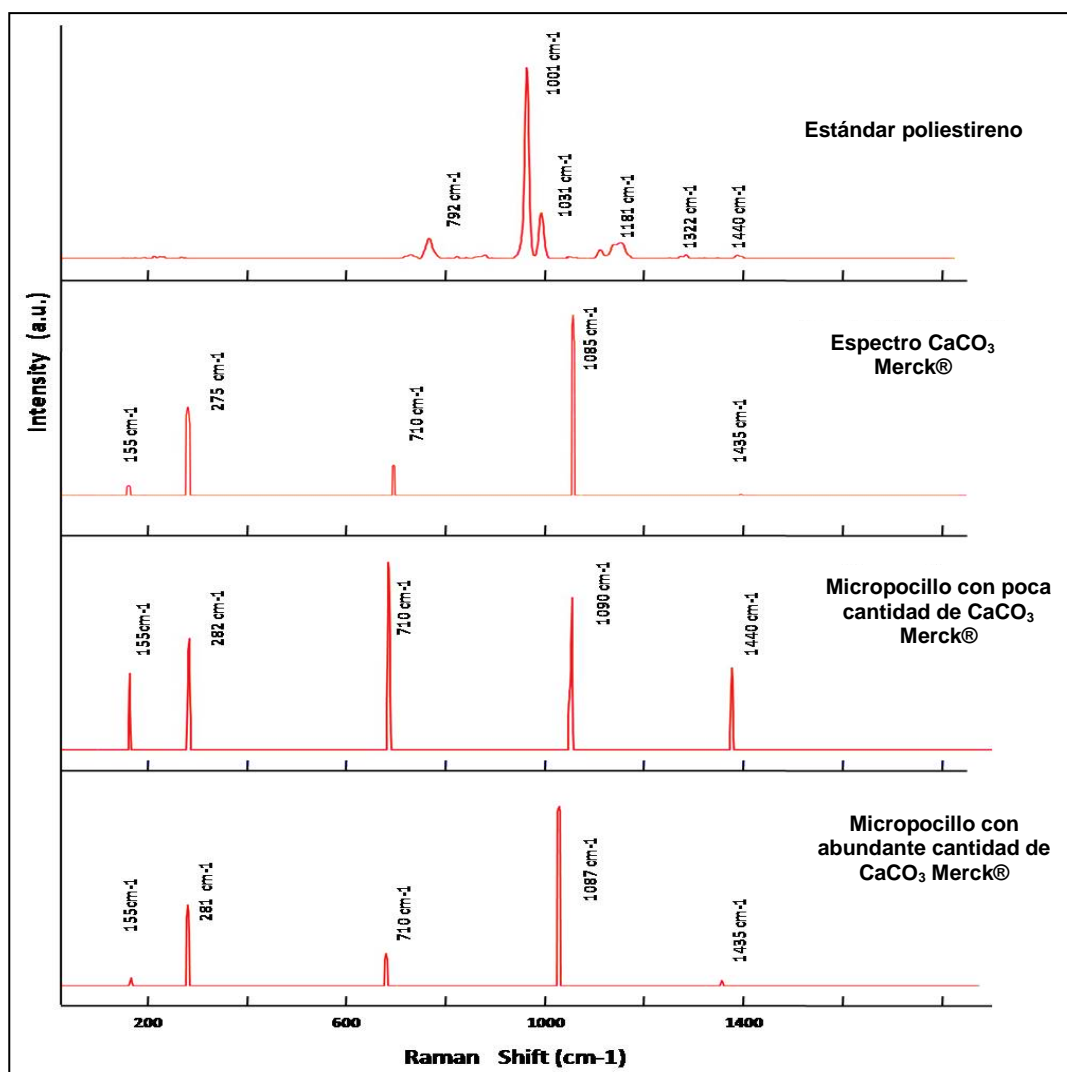 Intensity (a.u.)
792 cm-1
1001 cm-1
1031 cm-1
1181 cm-1
1322 cm-1
1440 cm-1
Estándar poliestireno
155 cm-1
275 cm-1
710 cm-1
1085 cm-1
1435 cm-1
Espectro CaCO₃
Merck®
155cm-1
282 cm-1
710 cm-1
1090 cm-1
1440 cm-1
Micropocillo con poca
cantidad de CaCO₃
Merck®
155cm-1
281 cm-1
710 cm-1
1087 cm-1
1435 cm-1
Micropocillo con
abundante cantidad de
CaCO₃ Merck®
200 600 1000 1400
Raman Shift (cm-1)